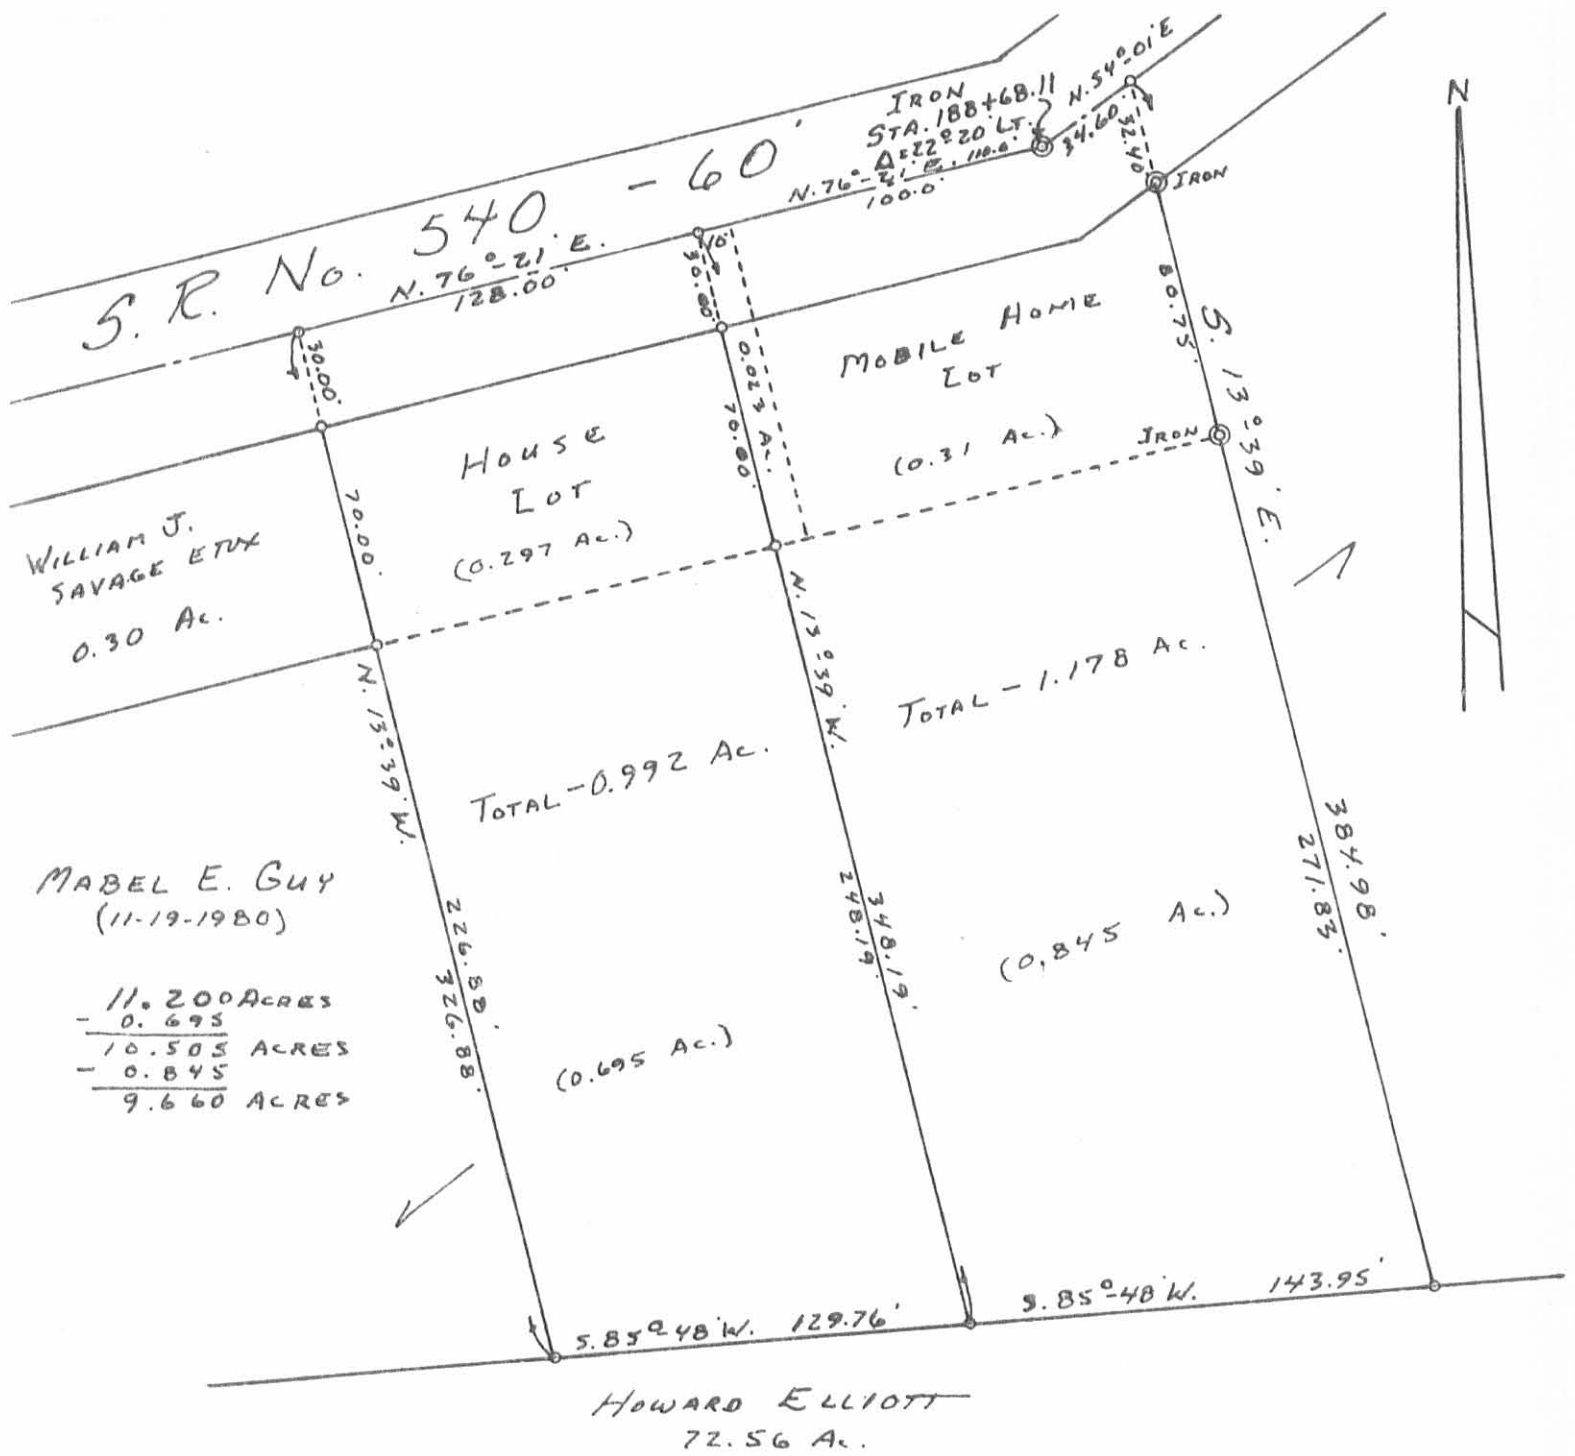 N
IRON
STA. 188+68.11
Δ=22°20' LT.
N. 54°-01' E
34.60'
32.40'
IRON
S. R. No. 540 - 60'
N. 76°-21' E. 110.0'
100.0'
N. 76°-21' E.
128.00'
10'
30.00'
30.00'
0.023 Ac.
70.00'
MOBILE HOME
LOT
(0.31 Ac.)
80.75'
S. 13°-39' E.
IRON
HOUSE
LOT
(0.297 Ac.)
70.00'
WILLIAM J.
SAVAGE ETUX
0.30 Ac.
N. 13°-39' W.
N. 13°-39' W.
TOTAL - 1.178 Ac.
TOTAL - 0.992 Ac.
384.98'
271.83'
348.19'
248.19'
226.88'
326.88'
MABEL E. GUY
(11-19-1980)
11.200 ACRES
- 0.695
10.505 ACRES
- 0.845
9.660 ACRES
(0.845 Ac.)
(0.695 Ac.)
S. 85°-48' W. 129.76'
S. 85°-48' W. 143.95'
HOWARD ELLIOTT
72.56 Ac.